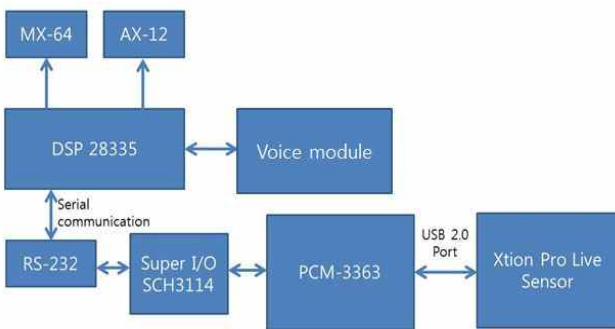 MX-64
AX-12
DSP 28335
Voice module
Serial
communication
RS-232
Super I/O
SCH3114
PCM-3363
USB 2.0
Port
Xtion Pro Live
Sensor